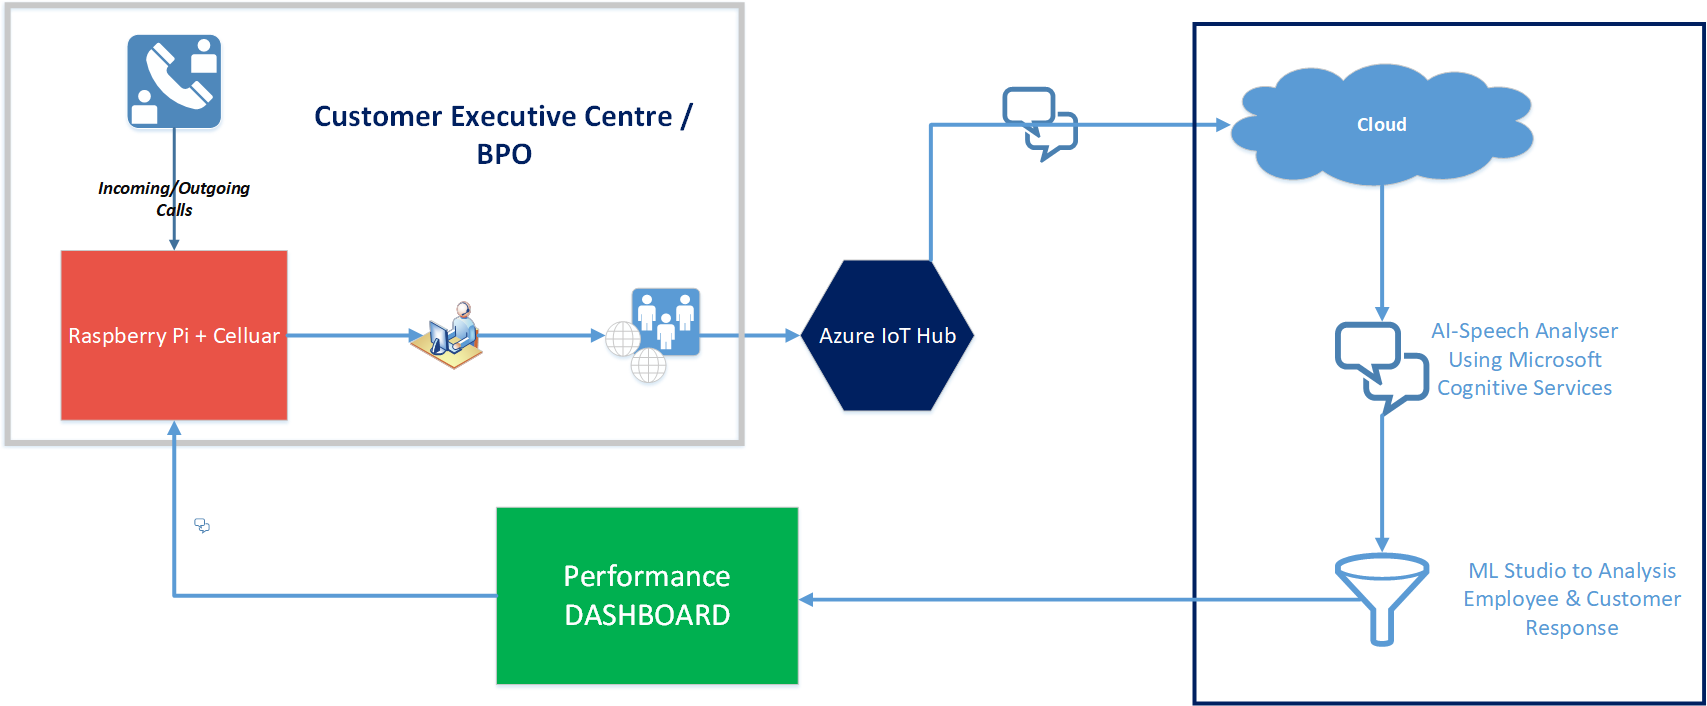 Customer Executive Centre /
BPO
Incoming/Outgoing
Calls
Raspberry Pi + Celluar
Azure IoT Hub
Cloud
AI-Speech Analyser
Using Microsoft
Cognitive Services
ML Studio to Analysis
Employee & Customer
Response
Performance
DASHBOARD